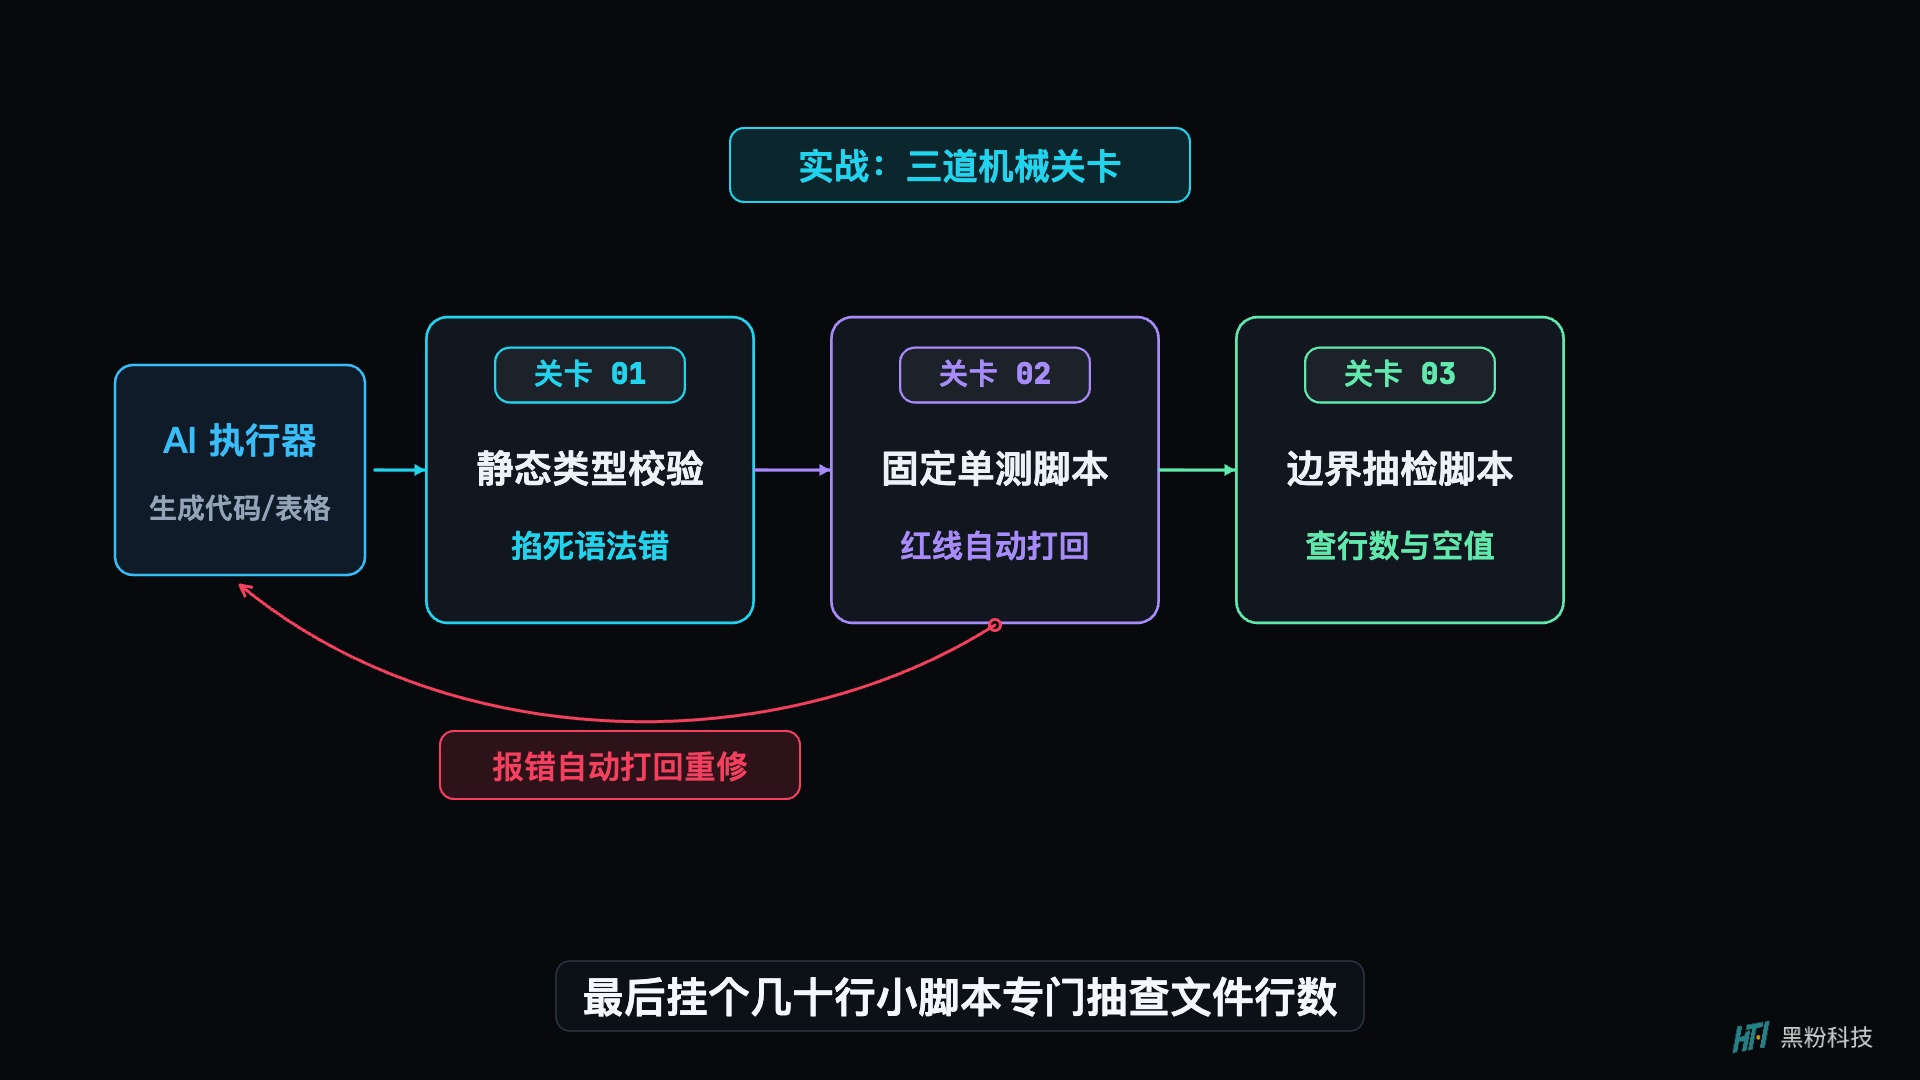 实战：三道机械关卡
AI 执行器
生成代码/表格
关卡 01
静态类型校验
掐死语法错
关卡 02
固定单测脚本
红线自动打回
关卡 03
边界抽检脚本
查行数与空值
报错自动打回重修
最后挂个几十行小脚本专门抽查文件行数
HTI 黑粉科技